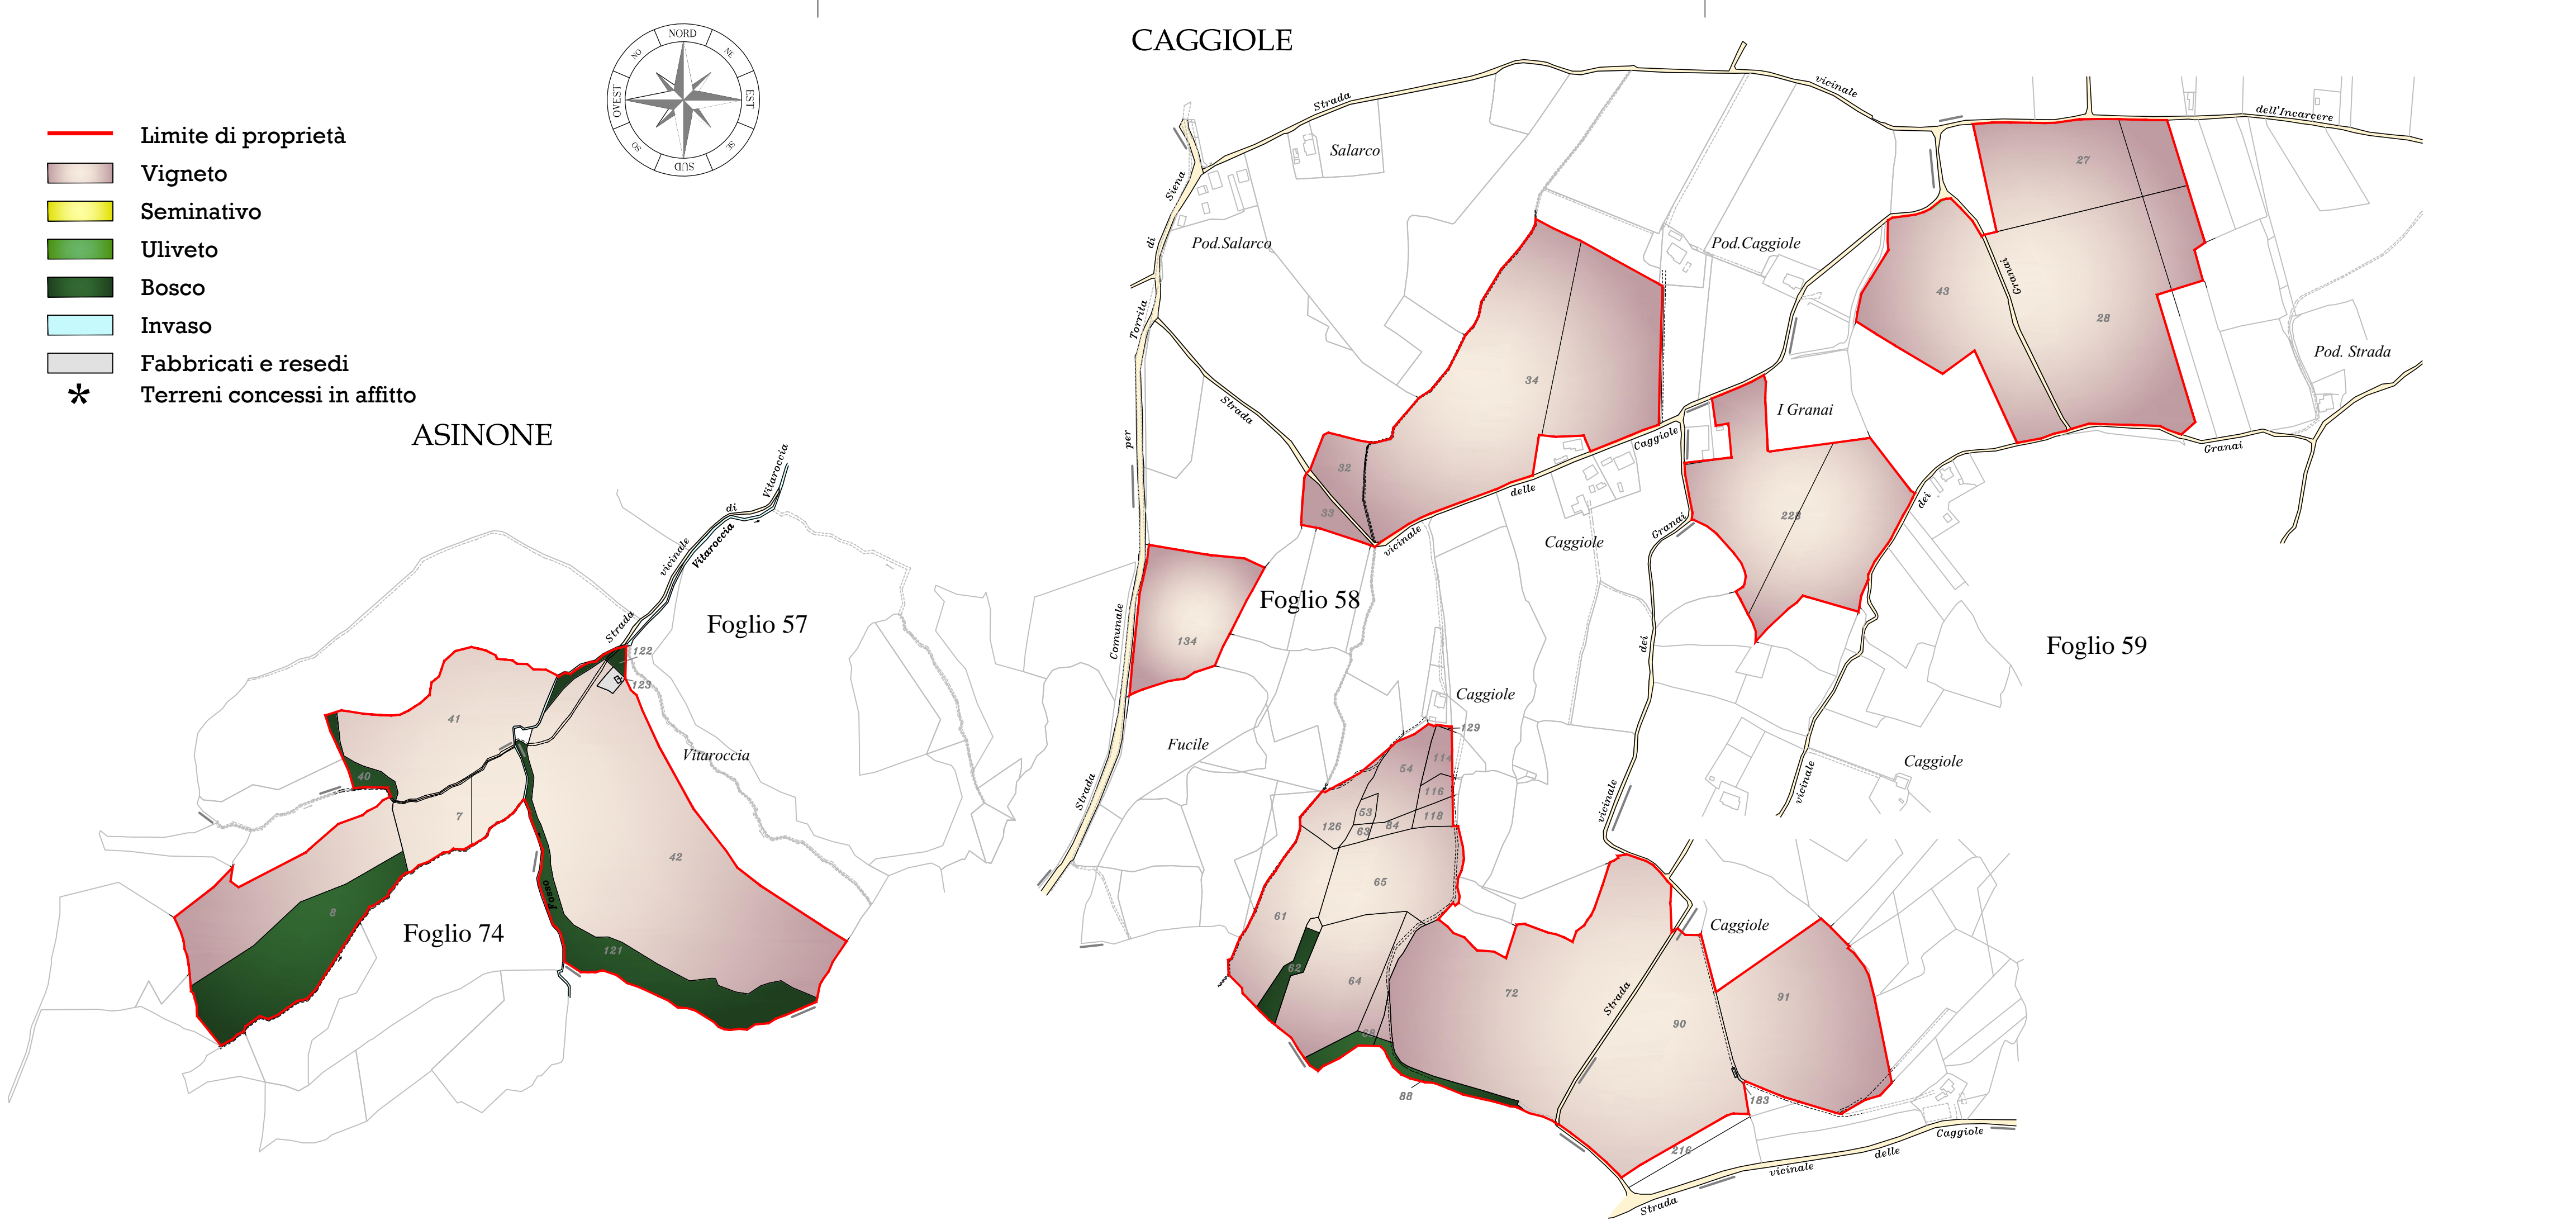 CAGGIOLE
NORD
NE
EST
SE
SUD
SO
OVEST
NO
Limite di proprietà
Vigneto
Seminativo
Uliveto
Bosco
Invaso
Fabbricati e resedi
* Terreni concessi in affitto
ASINONE
Vitaroccia
di
vicinale
Strada
Vitaroccia
Foglio 57
122
123
41
40
7
42
Vitaroccia
8
Foglio 74
Fosso
121
Strada
vicinale
dell'Incarcere
Salarco
Siena
di
Torrita
per
Comunale
Strada
Pod.Salarco
Pod.Caggiole
Strada
27
43
Granai
28
Pod. Strada
34
I Granai
32
33
Caggiole
delle
vicinale
Granai
dei
228
Granai
dei
vicinale
Caggiole
134
Foglio 58
Foglio 59
Fucile
Caggiole
129
54
114
116
53
126
63
84
118
65
61
62
64
68
88
72
vicinale
Caggiole
Caggiole
Strada
90
91
183
216
Strada
vicinale
delle
Caggiole